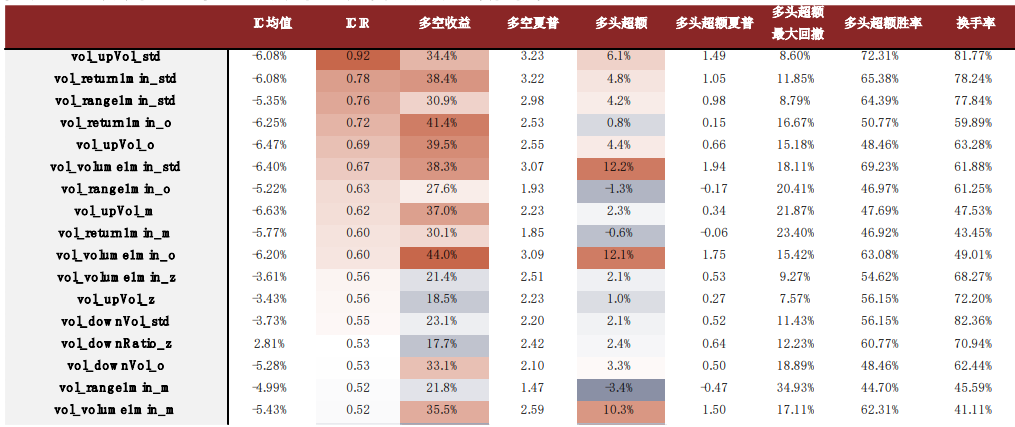 IC均值 ICIR 多空收益 多空夏普 多头超额 多头超额夏普 多头超额最大回撤 多头超额胜率 换手率
vol_upVol_std -6.08% 0.92 34.4% 3.23 6.1% 1.49 8.60% 72.31% 81.77%
vol_return1min_std -6.08% 0.78 38.4% 3.22 4.8% 1.05 11.85% 65.38% 78.24%
vol_range1min_std -5.35% 0.76 30.9% 2.98 4.2% 0.98 8.79% 64.39% 77.84%
vol_return1min_o -6.25% 0.72 41.4% 2.53 0.8% 0.15 16.67% 50.77% 59.89%
vol_upVol_o -6.47% 0.69 39.5% 2.55 4.4% 0.66 15.18% 48.46% 63.28%
vol_volume1min_std -6.40% 0.67 38.3% 3.07 12.2% 1.94 18.11% 69.23% 61.88%
vol_range1min_o -5.22% 0.63 27.6% 1.93 -1.3% -0.17 20.41% 46.97% 61.25%
vol_upVol_m -6.63% 0.62 37.0% 2.23 2.3% 0.34 21.87% 47.69% 47.53%
vol_return1min_m -5.77% 0.60 30.1% 1.85 -0.6% -0.06 23.40% 46.92% 43.45%
vol_volume1min_o -6.20% 0.60 44.0% 3.09 12.1% 1.75 15.42% 63.08% 49.01%
vol_volume1min_z -3.61% 0.56 21.4% 2.51 2.1% 0.53 9.27% 54.62% 68.27%
vol_upVol_z -3.43% 0.56 18.5% 2.23 1.0% 0.27 7.57% 56.15% 72.20%
vol_downVol_std -3.73% 0.55 23.1% 2.20 2.1% 0.52 11.43% 56.15% 82.36%
vol_downRatio_z 2.81% 0.53 17.7% 2.42 2.4% 0.64 12.23% 60.77% 70.94%
vol_downVol_o -5.28% 0.53 33.1% 2.10 3.3% 0.50 18.89% 48.46% 62.44%
vol_range1min_m -4.99% 0.52 21.8% 1.47 -3.4% -0.47 34.93% 44.70% 45.59%
vol_volume1min_m -5.43% 0.52 35.5% 2.59 10.3% 1.50 17.11% 62.31% 41.11%